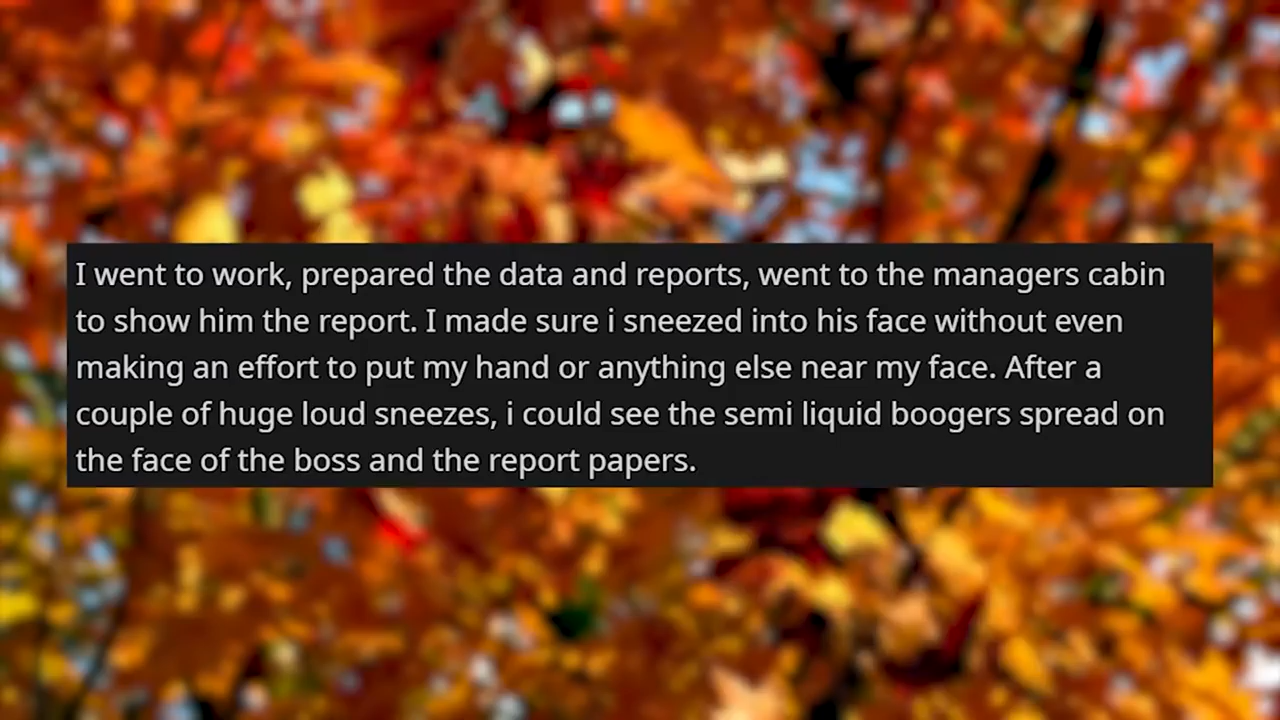 I went to work, prepared the data and reports, went to the managers cabin
to show him the report. I made sure i sneezed into his face without even
making an effort to put my hand or anything else near my face. After a
couple of huge loud sneezes, i could see the semi liquid boogers spread on
the face of the boss and the report papers.